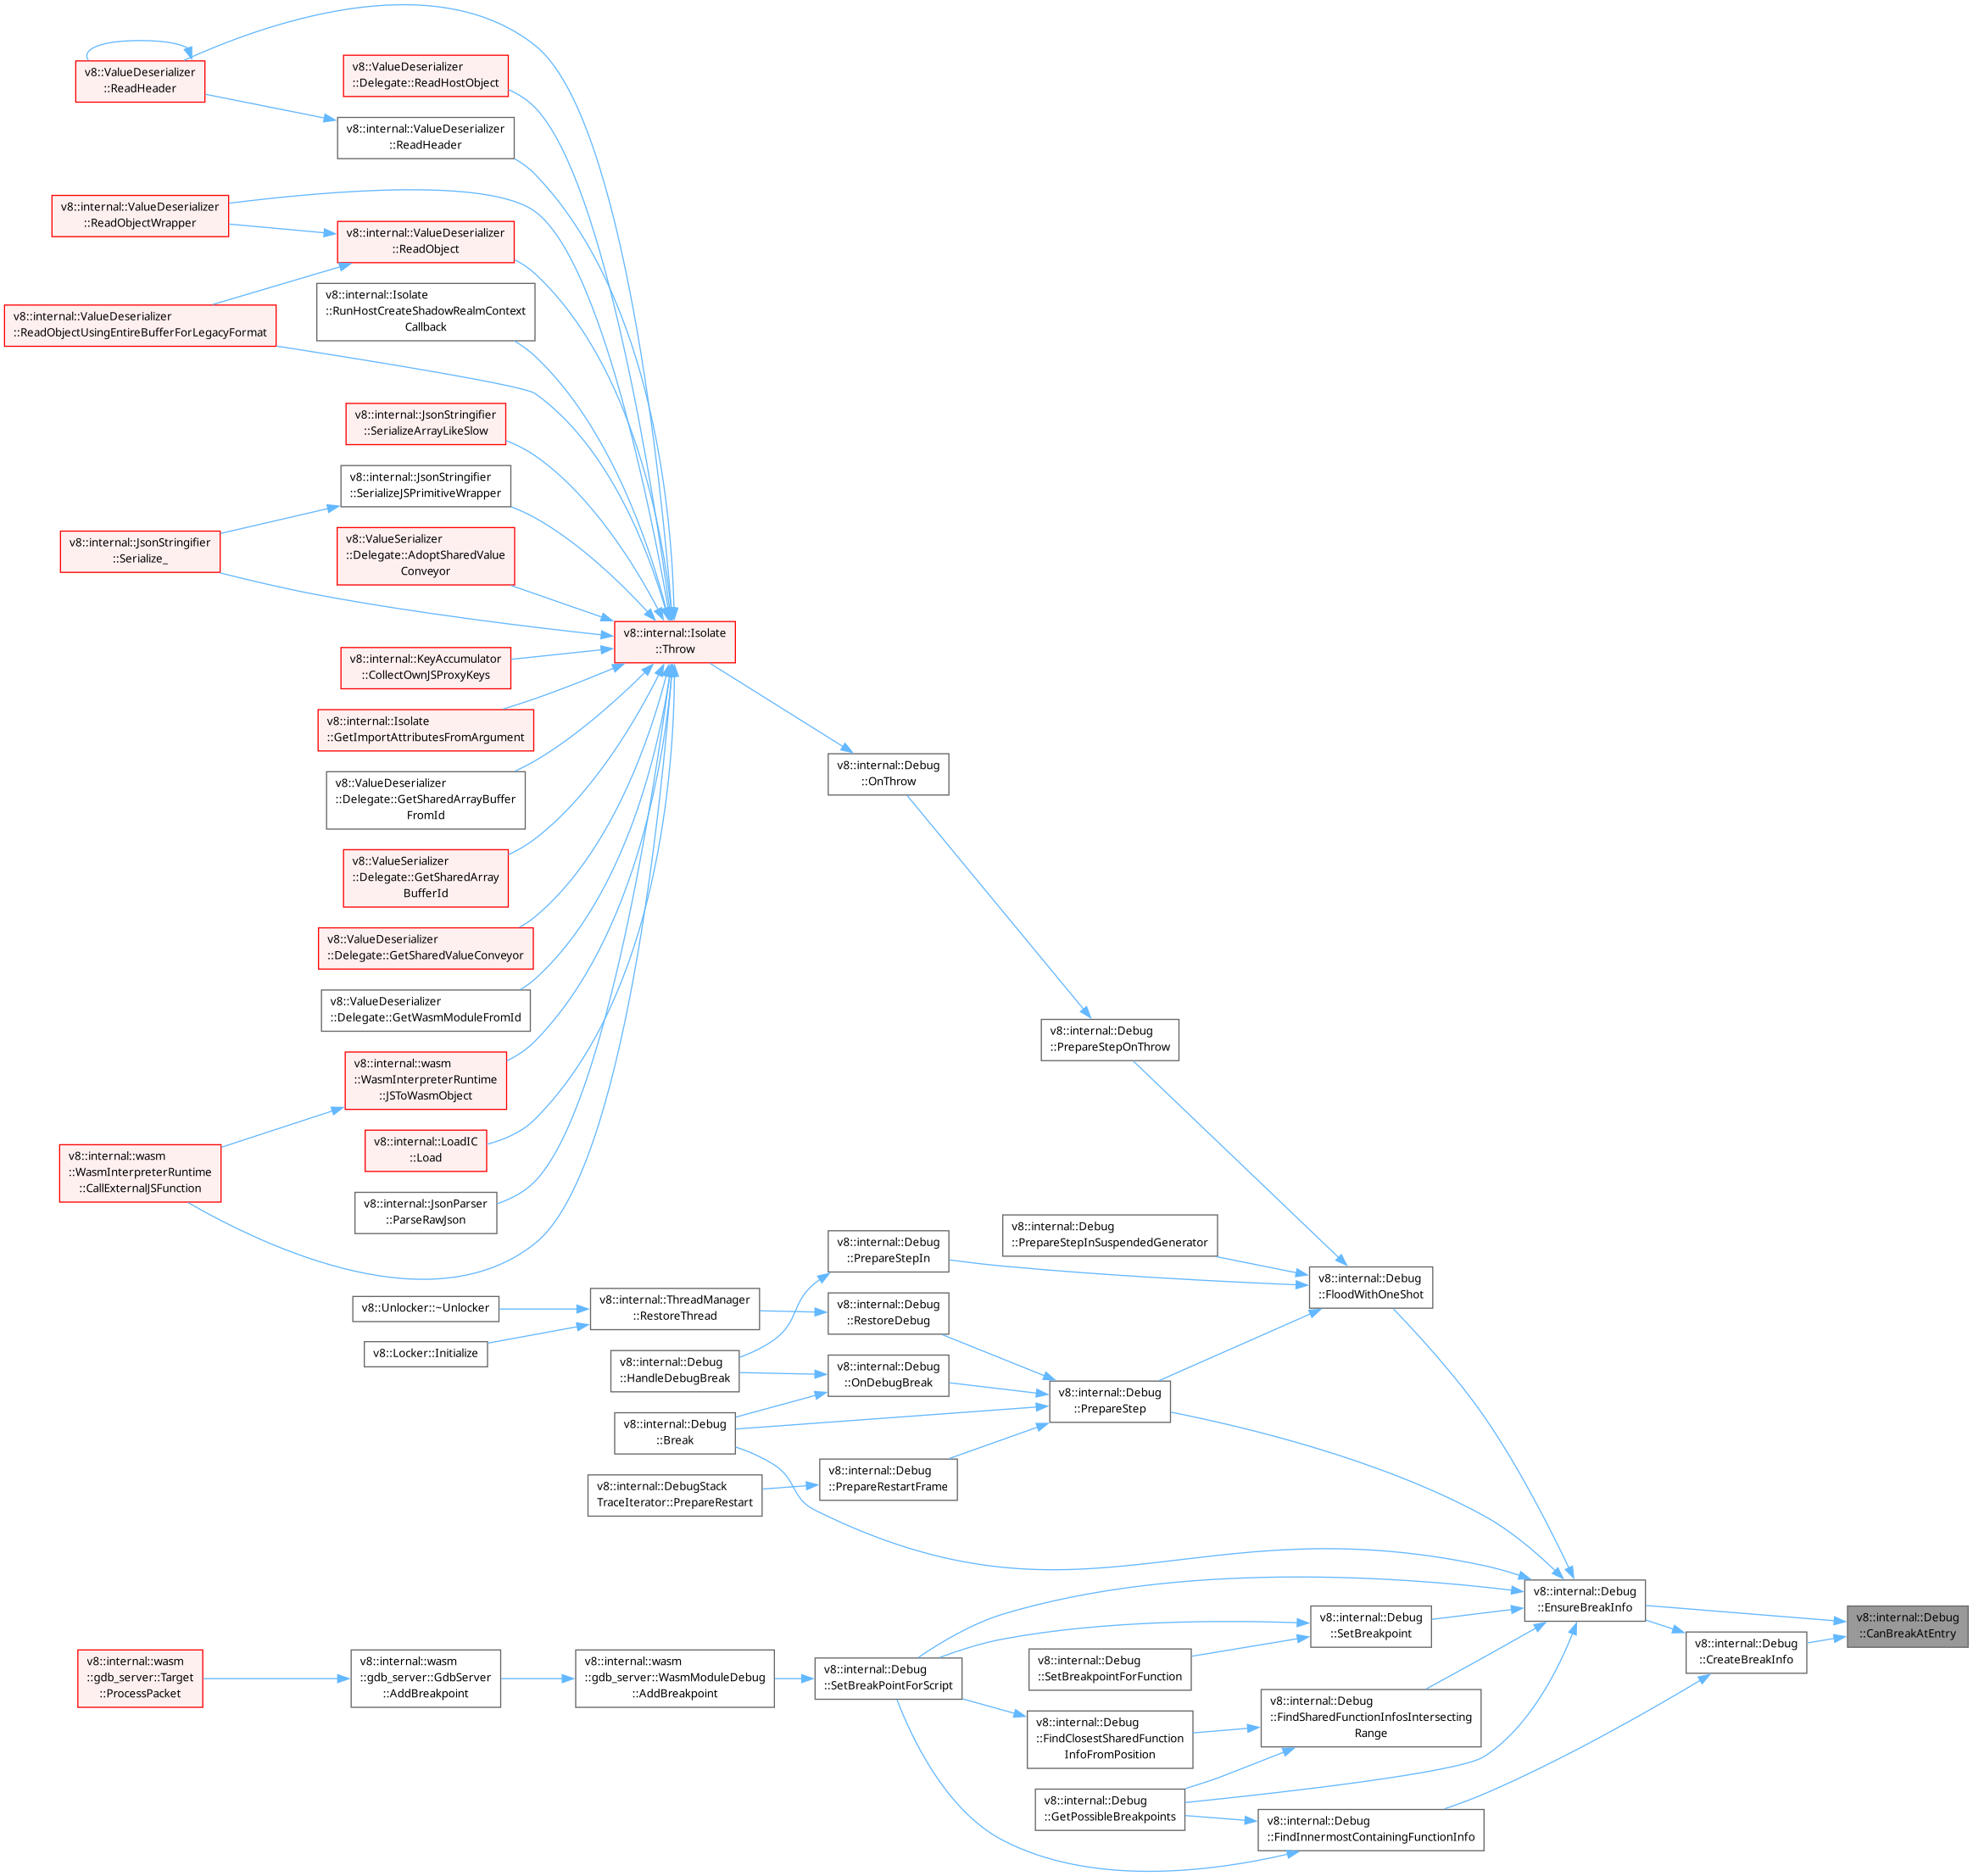 v8::ValueDeserializer
::ReadHeader
v8::ValueDeserializer
::Delegate::ReadHostObject
v8::internal::ValueDeserializer
::ReadHeader
v8::internal::ValueDeserializer
::ReadObjectWrapper
v8::internal::ValueDeserializer
::ReadObject
v8::internal::Isolate
::RunHostCreateShadowRealmContext
Callback
v8::internal::ValueDeserializer
::ReadObjectUsingEntireBufferForLegacyFormat
v8::internal::JsonStringifier
::SerializeArrayLikeSlow
v8::internal::JsonStringifier
::SerializeJSPrimitiveWrapper
v8::internal::JsonStringifier
::Serialize_
v8::ValueSerializer
::Delegate::AdoptSharedValue
Conveyor
v8::internal::Isolate
::Throw
v8::internal::KeyAccumulator
::CollectOwnJSProxyKeys
v8::internal::Isolate
::GetImportAttributesFromArgument
v8::internal::Debug
::OnThrow
v8::ValueDeserializer
::Delegate::GetSharedArrayBuffer
FromId
v8::ValueSerializer
::Delegate::GetSharedArray
BufferId
v8::ValueDeserializer
::Delegate::GetSharedValueConveyor
v8::ValueDeserializer
::Delegate::GetWasmModuleFromId
v8::internal::Debug
::PrepareStepOnThrow
v8::internal::wasm
::WasmInterpreterRuntime
::JSToWasmObject
v8::internal::LoadIC
::Load
v8::internal::wasm
::WasmInterpreterRuntime
::CallExternalJSFunction
v8::internal::JsonParser
::ParseRawJson
v8::internal::Debug
::PrepareStepInSuspendedGenerator
v8::internal::Debug
::PrepareStepIn
v8::internal::Debug
::FloodWithOneShot
v8::Unlocker::~Unlocker
v8::internal::ThreadManager
::RestoreThread
v8::internal::Debug
::RestoreDebug
v8::Locker::Initialize
v8::internal::Debug
::HandleDebugBreak
v8::internal::Debug
::OnDebugBreak
v8::internal::Debug
::PrepareStep
v8::internal::Debug
::Break
v8::internal::DebugStack
TraceIterator::PrepareRestart
v8::internal::Debug
::PrepareRestartFrame
v8::internal::Debug
::EnsureBreakInfo
v8::internal::Debug
::CanBreakAtEntry
v8::internal::Debug
::SetBreakpoint
v8::internal::Debug
::CreateBreakInfo
v8::internal::wasm
::gdb_server::Target
::ProcessPacket
v8::internal::wasm
::gdb_server::GdbServer
::AddBreakpoint
v8::internal::wasm
::gdb_server::WasmModuleDebug
::AddBreakpoint
v8::internal::Debug
::SetBreakPointForScript
v8::internal::Debug
::SetBreakpointForFunction
v8::internal::Debug
::FindSharedFunctionInfosIntersecting
Range
v8::internal::Debug
::FindClosestSharedFunction
InfoFromPosition
v8::internal::Debug
::GetPossibleBreakpoints
v8::internal::Debug
::FindInnermostContainingFunctionInfo